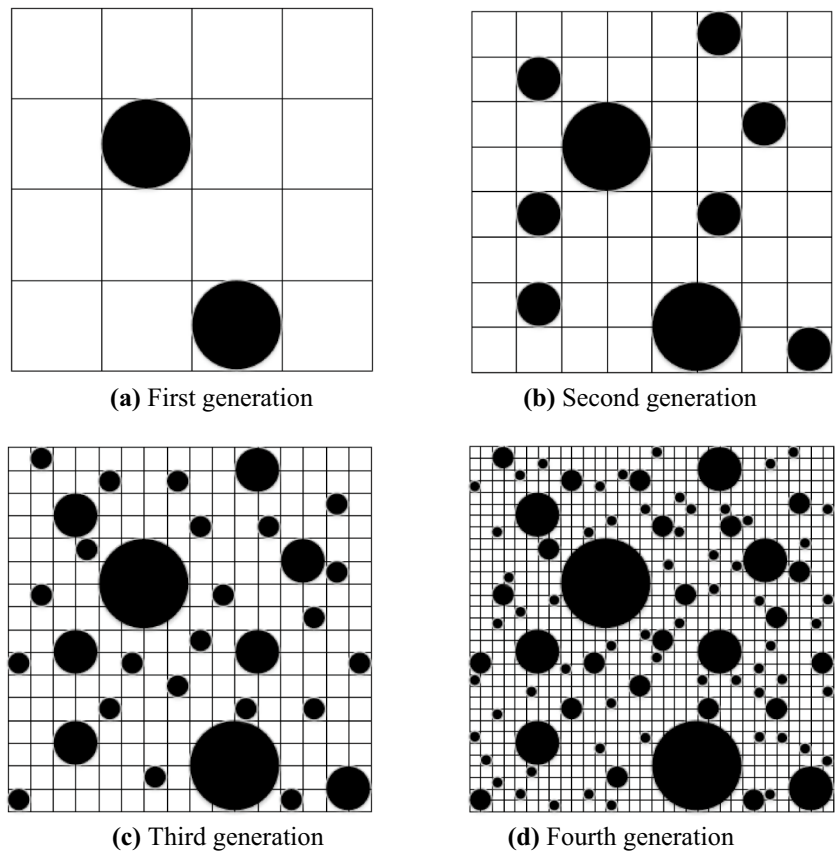 (a) First generation
(b) Second generation
(c) Third generation
(d) Fourth generation